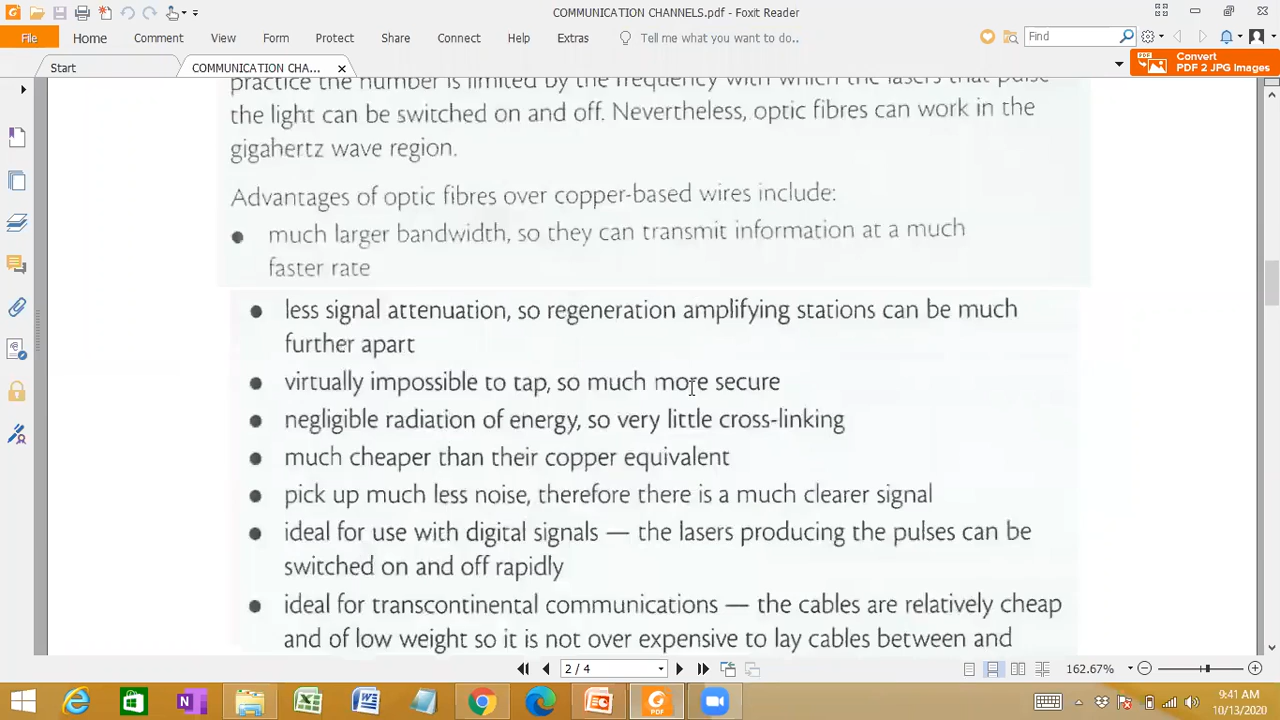 COMMUNICATION CHANNELS.pdf - Foxit Reader
File Home Comment View Form Protect Share Connect Help Extras Tell me what you want to do.. Find
Start COMMUNICATION CHA... Convert
PDF 2 JPG Images
practice the number is limited by the frequency with which the lasers that pulse
the light can be switched on and off. Nevertheless, optic fibres can work in the
gigahertz wave region.
Advantages of optic fibres over copper-based wires include:
● much larger bandwidth, so they can transmit information at a much
faster rate
● less signal attenuation, so regeneration amplifying stations can be much
further apart
● virtually impossible to tap, so much more secure
● negligible radiation of energy, so very little cross-linking
● much cheaper than their copper equivalent
● pick up much less noise, therefore there is a much clearer signal
● ideal for use with digital signals — the lasers producing the pulses can be
switched on and off rapidly
● ideal for transcontinental communications — the cables are relatively cheap
and of low weight so it is not over expensive to lay cables between and
2 / 4 162.67%
9:41 AM
10/13/2020